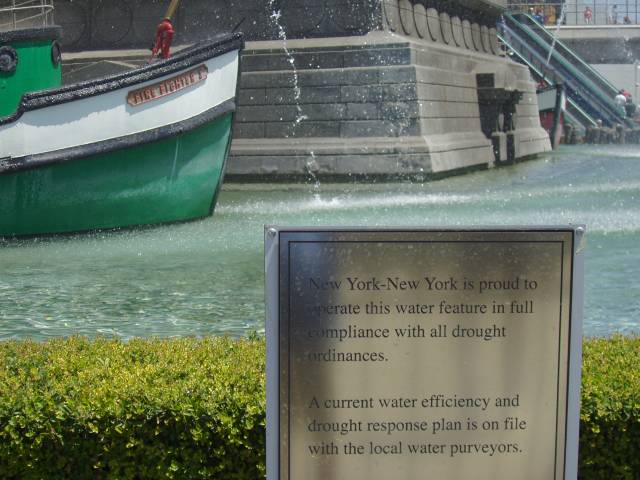 FIRE FIGHTER I
New York-New York is proud to
operate this water feature in full
compliance with all drought
ordinances.
A current water efficiency and
drought response plan is on file
with the local water purveyors.